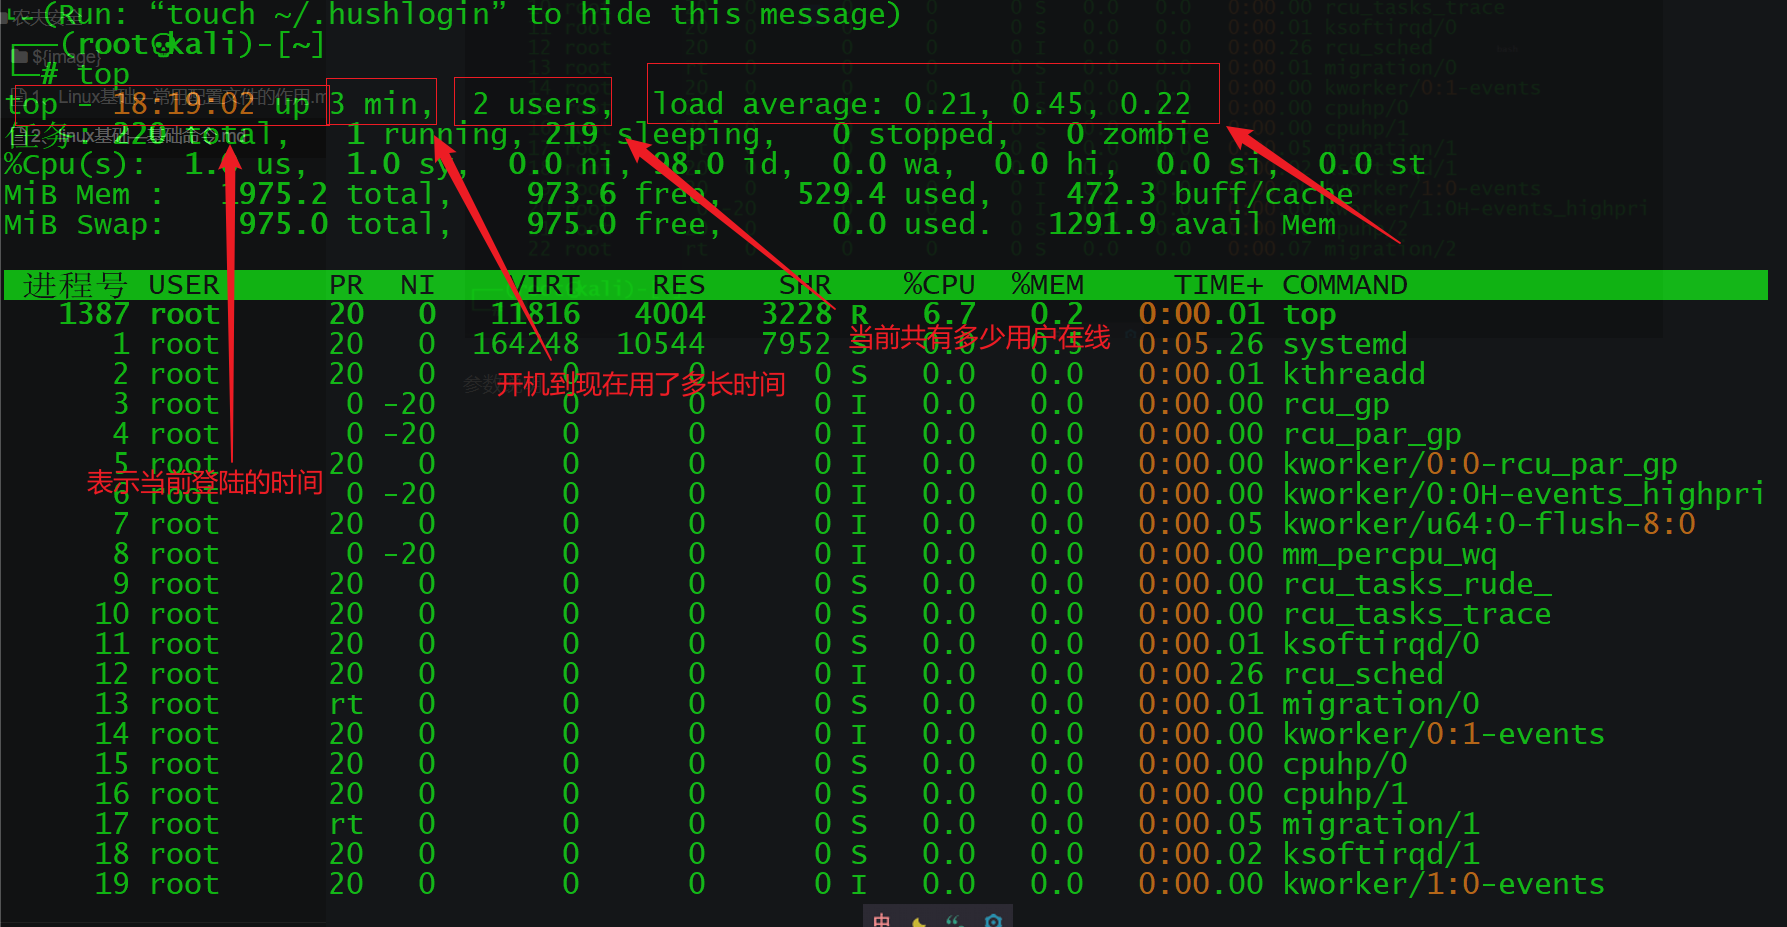 (Run: “touch ~/.hushlogin” to hide this message)
┌──(root💀kali)-[~]
└─# top
top - 18:19:02 up 3 min, 2 users, load average: 0.21, 0.45, 0.22
任务: 220 total, 1 running, 219 sleeping, 0 stopped, 0 zombie
%Cpu(s): 1.0 us, 1.0 sy, 0.0 ni, 98.0 id, 0.0 wa, 0.0 hi, 0.0 si, 0.0 st
MiB Mem : 1975.2 total, 973.6 free, 529.4 used, 472.3 buff/cache
MiB Swap: 975.0 total, 975.0 free, 0.0 used. 1291.9 avail Mem
进程号 USER PR NI VIRT RES SHR %CPU %MEM TIME+ COMMAND
1387 root 20 0 11816 4004 3228 R 6.7 0.2 0:00.01 top
当前共有多少用户在线
1 root 20 0 164248 10544 7952 S 0.0 0.5 0:05.26 systemd
2 root 20 0 0 0 0 S 0.0 0.0 0:00.01 kthreadd
开机到现在用了多长时间
3 root 0 -20 0 0 0 I 0.0 0.0 0:00.00 rcu_gp
4 root 0 -20 0 0 0 I 0.0 0.0 0:00.00 rcu_par_gp
5 root 20 0 0 0 0 I 0.0 0.0 0:00.00 kworker/0:0-rcu_par_gp
表示当前登陆的时间
6 root 0 -20 0 0 0 I 0.0 0.0 0:00.00 kworker/0:0H-events_highpri
7 root 20 0 0 0 0 I 0.0 0.0 0:00.05 kworker/u64:0-flush-8:0
8 root 0 -20 0 0 0 I 0.0 0.0 0:00.00 mm_percpu_wq
9 root 20 0 0 0 0 S 0.0 0.0 0:00.00 rcu_tasks_rude_
10 root 20 0 0 0 0 S 0.0 0.0 0:00.00 rcu_tasks_trace
11 root 20 0 0 0 0 S 0.0 0.0 0:00.01 ksoftirqd/0
12 root 20 0 0 0 0 I 0.0 0.0 0:00.26 rcu_sched
13 root rt 0 0 0 0 S 0.0 0.0 0:00.01 migration/0
14 root 20 0 0 0 0 I 0.0 0.0 0:00.00 kworker/0:1-events
15 root 20 0 0 0 0 S 0.0 0.0 0:00.00 cpuhp/0
16 root 20 0 0 0 0 S 0.0 0.0 0:00.00 cpuhp/1
17 root rt 0 0 0 0 S 0.0 0.0 0:00.05 migration/1
18 root 20 0 0 0 0 S 0.0 0.0 0:00.02 ksoftirqd/1
19 root 20 0 0 0 0 I 0.0 0.0 0:00.00 kworker/1:0-events
中